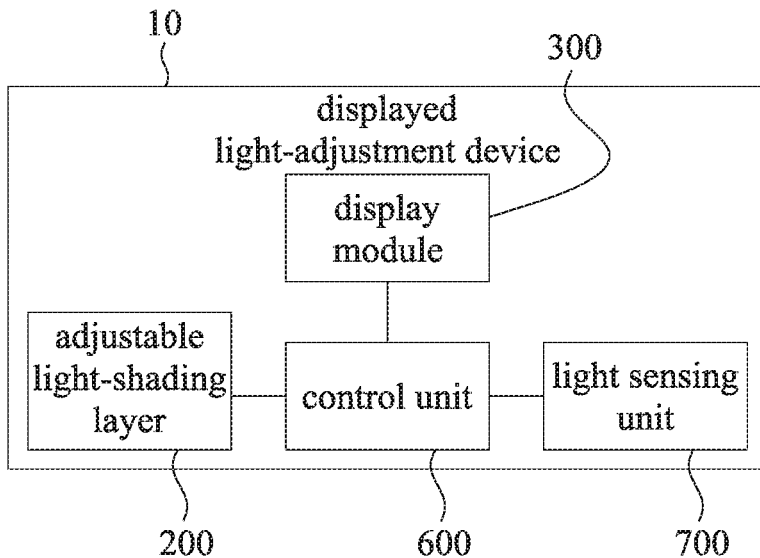 10
300
displayed
light-adjustment device
display
module
adjustable
light-shading
layer
control unit
light sensing
unit
200
600
700